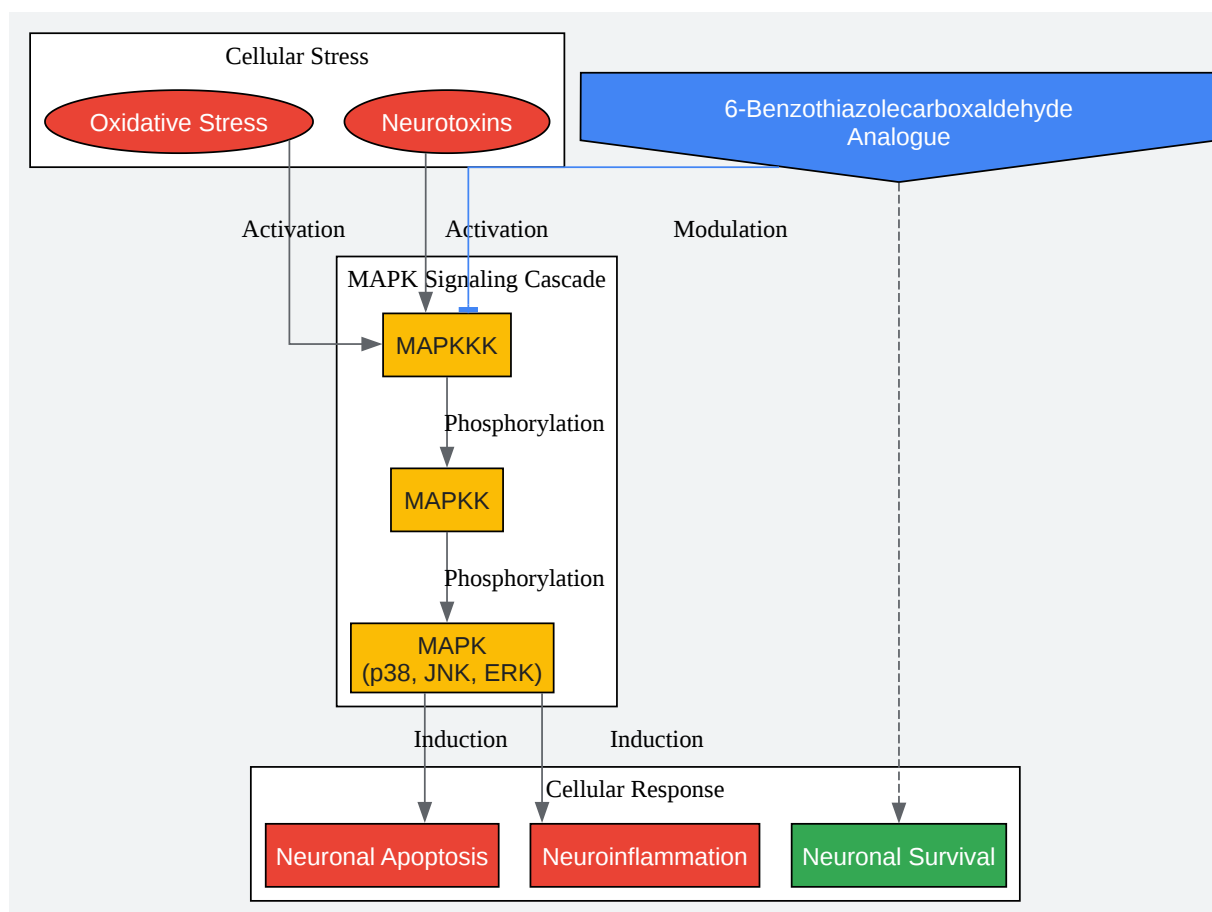 Cellular Stress
Oxidative Stress
Neurotoxins
6-Benzothiazolecarboxaldehyde
Analogue
Activation
Activation
Modulation
MAPK Signaling Cascade
MAPKKK
Phosphorylation
MAPKK
Phosphorylation
MAPK
(p38, JNK, ERK)
Induction
Induction
Cellular Response
Neuronal Apoptosis
Neuroinflammation
Neuronal Survival